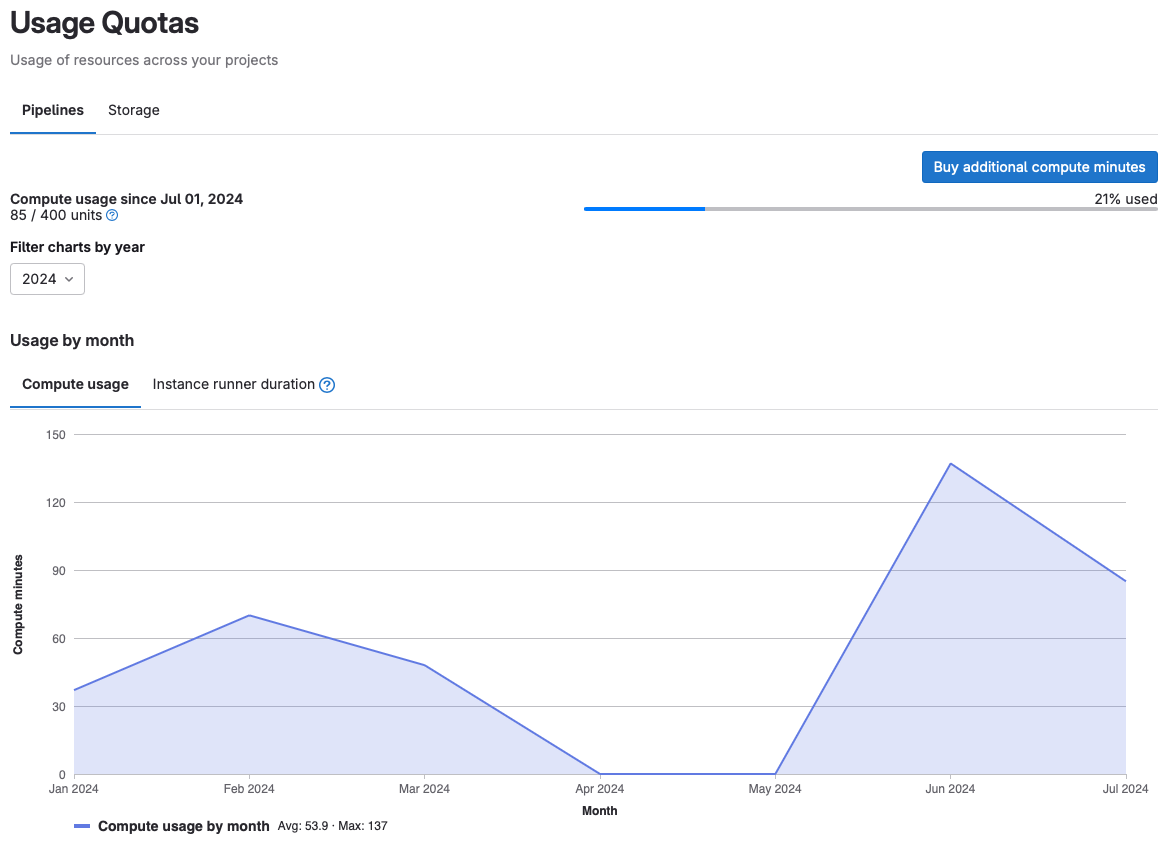 Usage Quotas
Usage of resources across your projects
Pipelines Storage
Buy additional compute minutes
Compute usage since Jul 01, 2024
21% used
85 / 400 units ?
Filter charts by year
2024
Usage by month
Compute usage Instance runner duration ?
150
120
90
60
30
0
Compute minutes
Jan 2024 Feb 2024 Mar 2024 Apr 2024 May 2024 Jun 2024 Jul 2024
Month
Compute usage by month Avg: 53.9 · Max: 137